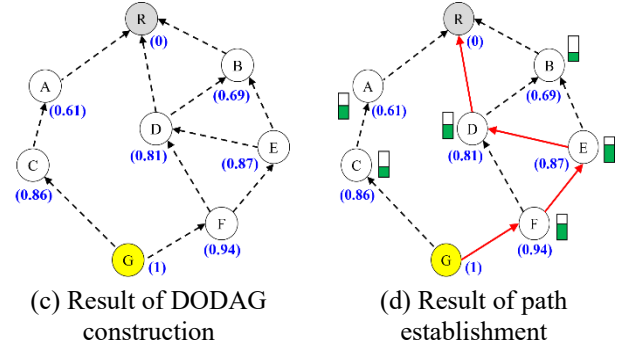 R
(0)
B
(0.69)
A
(0.61)
D
(0.81)
E
(0.87)
C
(0.86)
F
(0.94)
G
(1)
(c) Result of DODAG
construction
R
(0)
B
(0.69)
A
(0.61)
D
(0.81)
E
(0.87)
C
(0.86)
F
(0.94)
G
(1)
(d) Result of path
establishment